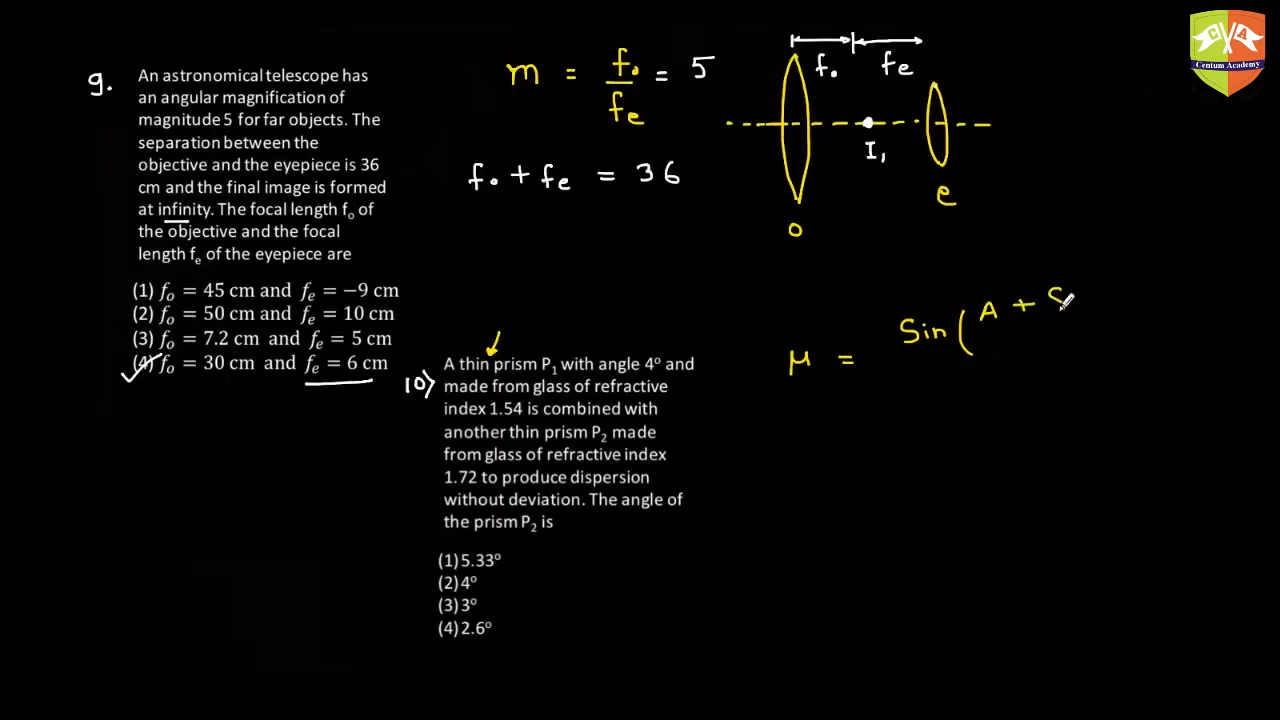 9.
An astronomical telescope has
an angular magnification of
magnitude 5 for far objects. The
separation between the
objective and the eyepiece is 36
cm and the final image is formed
at infinity. The focal length fₒ of
the objective and the focal
length fₑ of the eyepiece are
(1) fₒ = 45 cm and fₑ = −9 cm
(2) fₒ = 50 cm and fₑ = 10 cm
(3) fₒ = 7.2 cm and fₑ = 5 cm
(4) fₒ = 30 cm and fₑ = 6 cm
m = fₒ/fₑ = 5
fₒ + fₑ = 36
fₒ fₑ
I₁
o e
CA
Centum Academy
10)
A thin prism P₁ with angle 4º and
made from glass of refractive
index 1.54 is combined with
another thin prism P₂ made
from glass of refractive index
1.72 to produce dispersion
without deviation. The angle of
the prism P₂ is
(1) 5.33º
(2) 4º
(3) 3º
(4) 2.6º
μ = Sin(A +